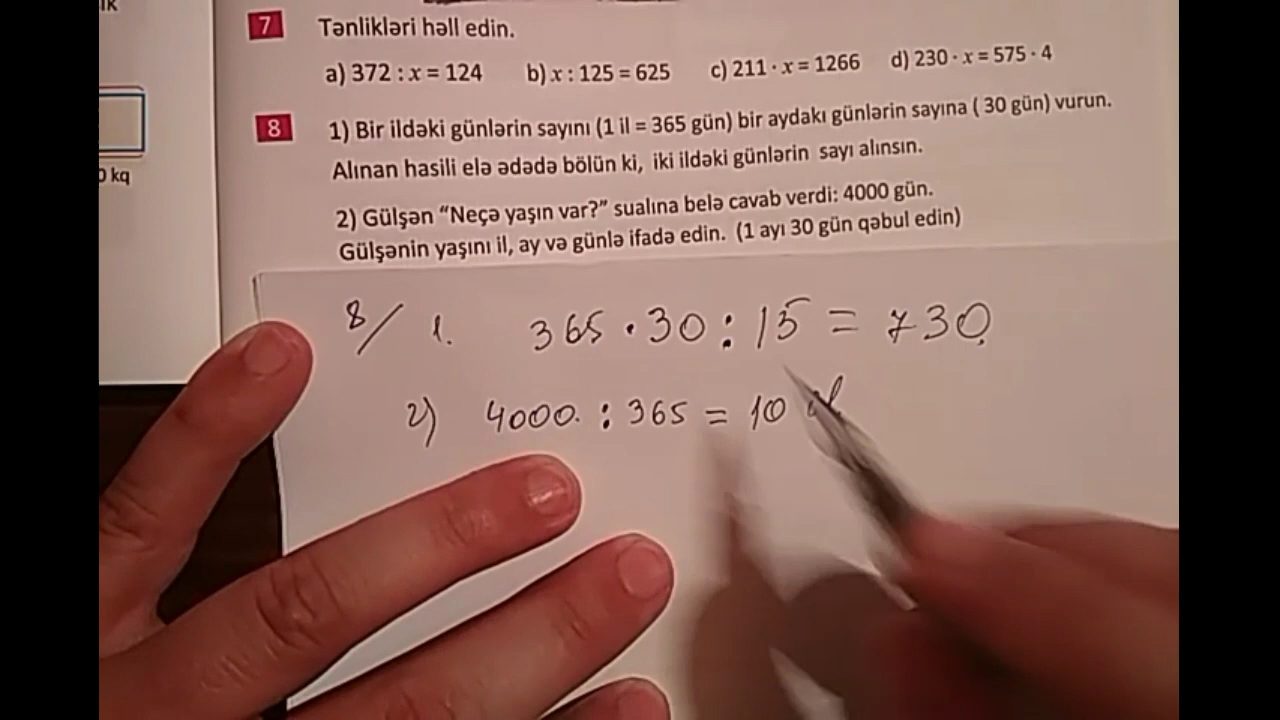 7 Tənlikləri həll edin.
a) 372 : x = 124 b) x : 125 = 625 c) 211 · x = 1266 d) 230 · x = 575 · 4
8 1) Bir ildəki günlərin sayını (1 il = 365 gün) bir aydakı günlərin sayına ( 30 gün) vurun.
Alınan hasili elə ədədə bölün ki, iki ildəki günlərin sayı alınsın.
2) Gülşən “Neçə yaşın var?” sualına belə cavab verdi: 4000 gün.
Gülşənin yaşını il, ay və günlə ifadə edin. (1 ayı 30 gün qəbul edin)
kq
8/ 1. 365 · 30 : 15 = 730
2) 4000 : 365 = 10